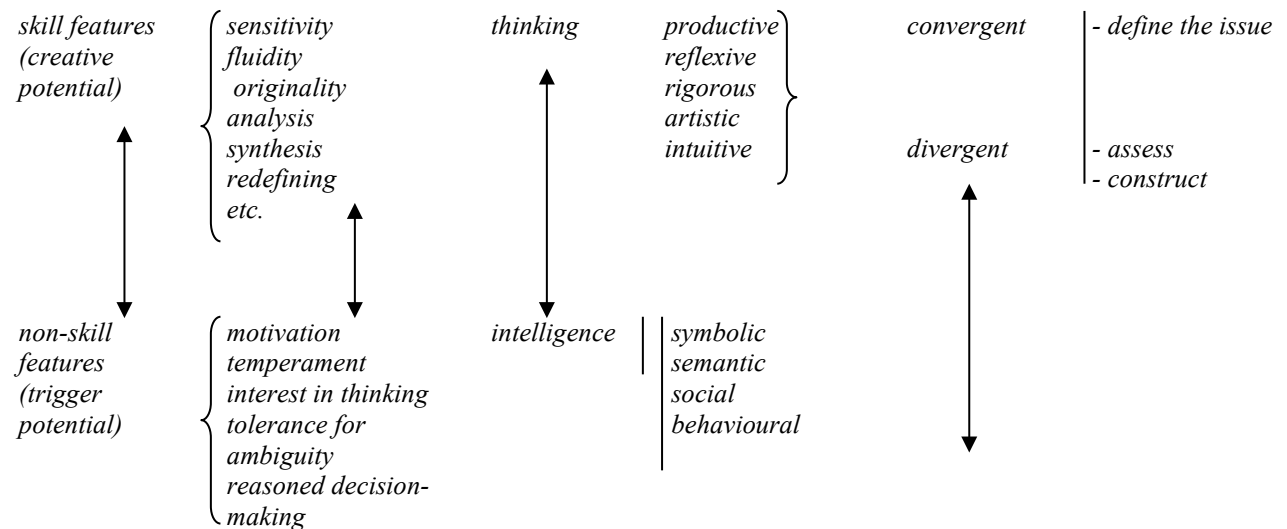 skill features
(creative
potential)
sensitivity
fluidity
originality
analysis
synthesis
redefining
etc.
thinking
productive
reflexive
rigorous
artistic
intuitive
convergent
divergent
- define the issue
- assess
- construct
non-skill
features
(trigger
potential)
motivation
temperament
interest in thinking
tolerance for
ambiguity
reasoned decision-
making
intelligence
symbolic
semantic
social
behavioural